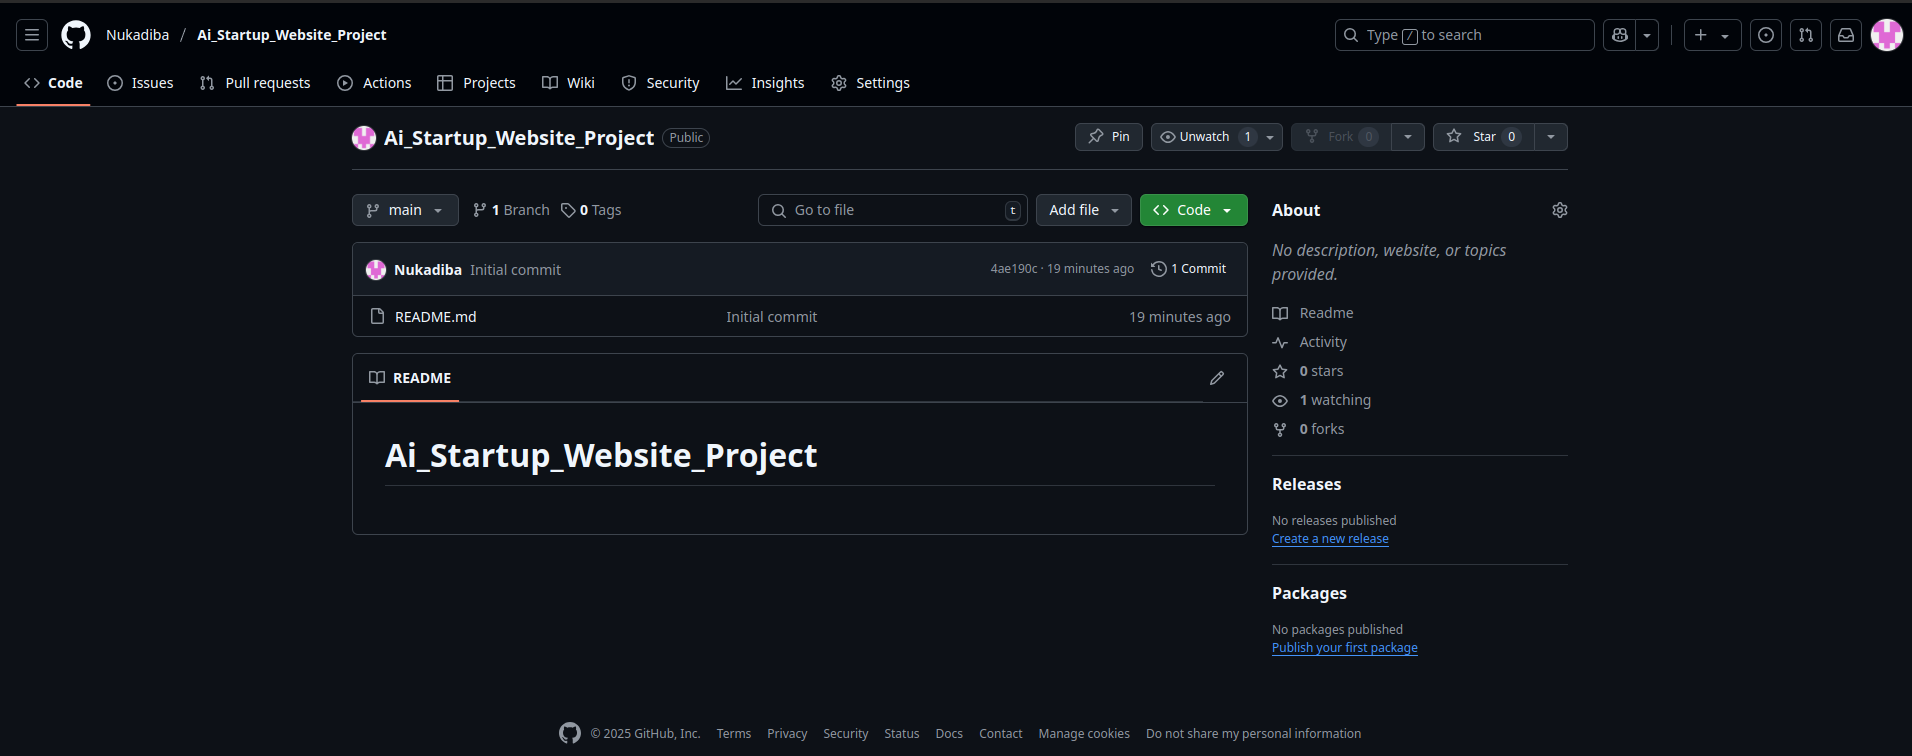 Nukadiba / Ai_Startup_Website_Project
Type / to search
Code Issues Pull requests Actions Projects Wiki Security Insights Settings
Ai_Startup_Website_Project Public
Pin Unwatch 1 Fork 0 Star 0
main 1 Branch 0 Tags
Go to file t
Add file Code
Nukadiba Initial commit 4ae190c · 19 minutes ago 1 Commit
README.md Initial commit 19 minutes ago
README
Ai_Startup_Website_Project
About
No description, website, or topics
provided.
Readme
Activity
0 stars
1 watching
0 forks
Releases
No releases published
Create a new release
Packages
No packages published
Publish your first package
© 2025 GitHub, Inc. Terms Privacy Security Status Docs Contact Manage cookies Do not share my personal information